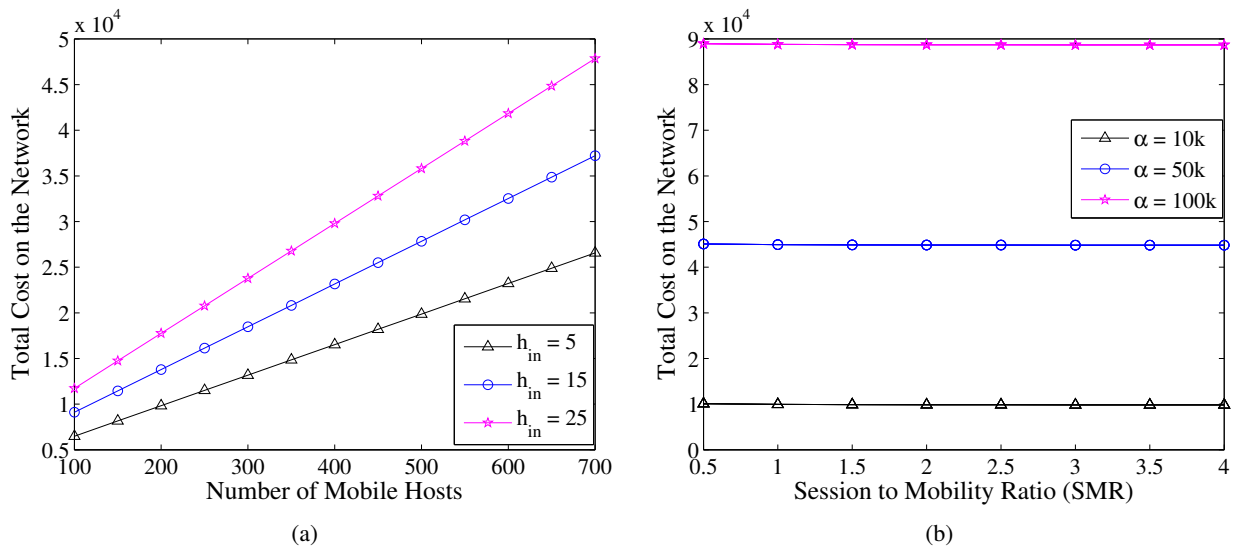 x 10^4
5
4.5
4
3.5
3
2.5
2
1.5
1
0.5
Total Cost on the Network
h_in = 5
h_in = 15
h_in = 25
100 200 300 400 500 600 700
Number of Mobile Hosts
(a)
x 10^4
9
8
7
6
5
4
3
2
1
0
Total Cost on the Network
α = 10k
α = 50k
α = 100k
0.5 1 1.5 2 2.5 3 3.5 4
Session to Mobility Ratio (SMR)
(b)